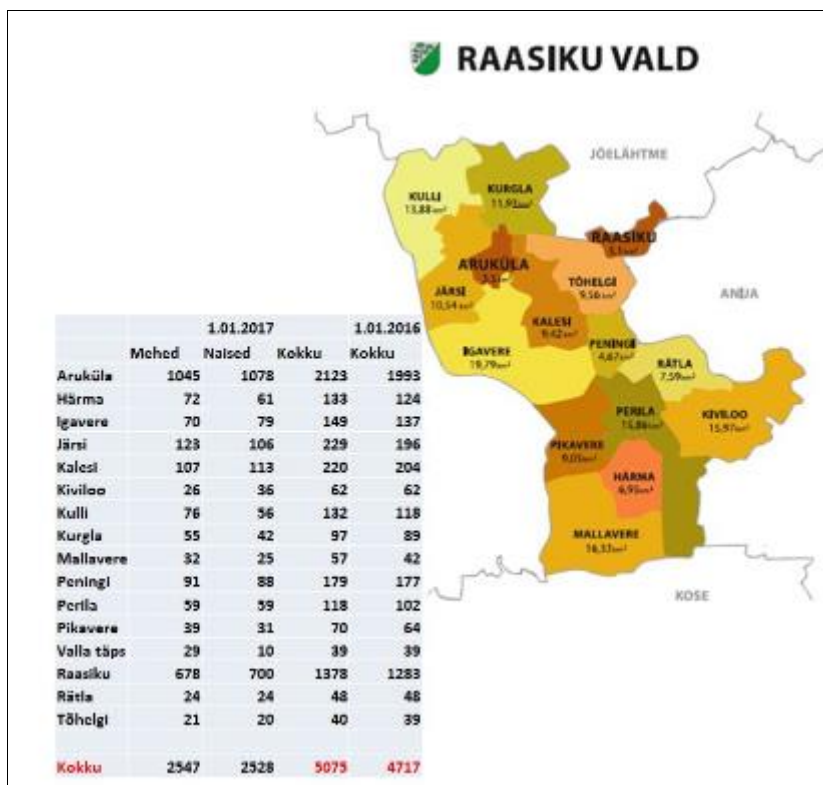 RAASIKU VALD
JÕELÄHTME
KULLI
13,88 km²
KURGLA
11,93 km²
RAASIKU
ARUKÜLA
TÕHELGI
9,56 km²
JÄRSI
10,54 km²
ANIJA
KALESI
9,42 km²
PENINGI
4,67 km²
IGAVERE
19,79 km²
RÄTLA
7,59 km²
PERILA
15,86 km²
KIVILOO
15,97 km²
PIKAVERE
9,05 km²
HÄRMA
6,93 km²
MALLAVERE
16,33 km²
KOSE
1.01.2017 1.01.2016
Mehed Naised Kokku Kokku
Aruküla 1045 1078 2123 1993
Härma 72 61 133 124
Igavere 70 79 149 137
Järsi 123 106 229 196
Kalesi 107 113 220 204
Kiviloo 26 36 62 62
Kulli 76 56 132 118
Kurgla 55 42 97 89
Mallavere 32 25 57 42
Peningi 91 88 179 177
Perila 59 59 118 102
Pikavere 39 31 70 64
Valla täps 29 10 39 39
Raasiku 678 700 1378 1283
Rätla 24 24 48 48
Tõhelgi 21 20 40 39
Kokku 2547 2528 5075 4717